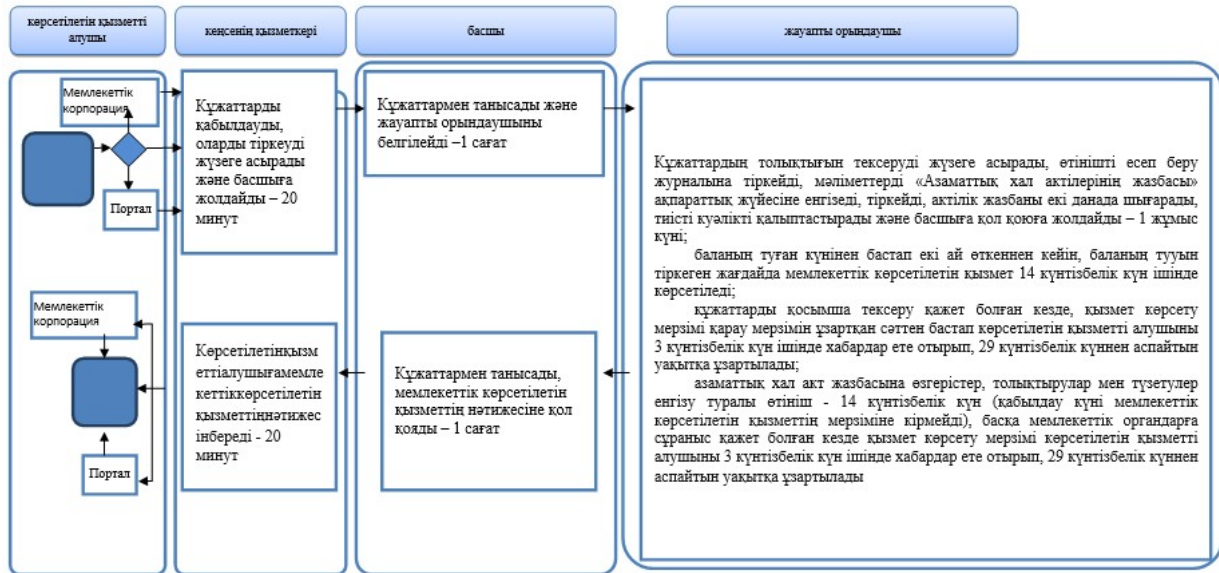 көрсетілетін қызметті
алушы
кеңсенің қызметкері
басшы
жауапты орындаушы
Мемлекеттік
корпорация
Портал
Құжаттарды
қабылдауды,
оларды тіркеуді
жүзеге асырады
және басшыға
жолдайды – 20
минут
Құжаттармен танысады және
жауапты орындаушыны
белгілейді –1 сағат
Құжаттардың толықтығын тексеруді жүзеге асырады, өтінішті есеп беру
журналына тіркейді, мәліметтерді «Азаматтық хал актілерінің жазбасы»
ақпараттық жүйесіне енгізеді, тіркейді, актілік жазбаны екі данада шығарады,
тиісті куәлікті қалыптастырады және басшыға қол қоюға жолдайды – 1 жұмыс
күні;
баланың туған күнінен бастап екі ай өткеннен кейін, баланың тууын
тіркеген жағдайда мемлекеттік көрсетілетін қызмет 14 күнтізбелік күн ішінде
көрсетіледі;
құжаттарды қосымша тексеру қажет болған кезде, қызмет көрсету
мерзімі қарау мерзімін ұзартқан сәттен бастап көрсетілетін қызметті алушыны
3 күнтізбелік күн ішінде хабардар ете отырып, 29 күнтізбелік күннен аспайтын
уақытқа ұзартылады;
азаматтық хал акт жазбасына өзгерістер, толықтырулар мен түзетулер
енгізу туралы өтініш - 14 күнтізбелік күн (қабылдау күні мемлекеттік
көрсетілетін қызметтің мерзіміне кірмейді), басқа мемлекеттік органдарға
сұраныс қажет болған кезде қызмет көрсету мерзімі көрсетілетін қызметті
алушыны 3 күнтізбелік күн ішінде хабардар ете отырып, 29 күнтізбелік күннен
аспайтын уақытқа ұзартылады
Мемлекеттік
корпорация
Портал
Көрсетілетінқызм
еттіалушығамемле
кеттіккөрсетілетін
қызметтіңнәтижес
інбереді - 20
минут
Құжаттармен танысады,
мемлекеттік көрсетілетін
қызметтің нәтижесіне қол
қояды – 1 сағат